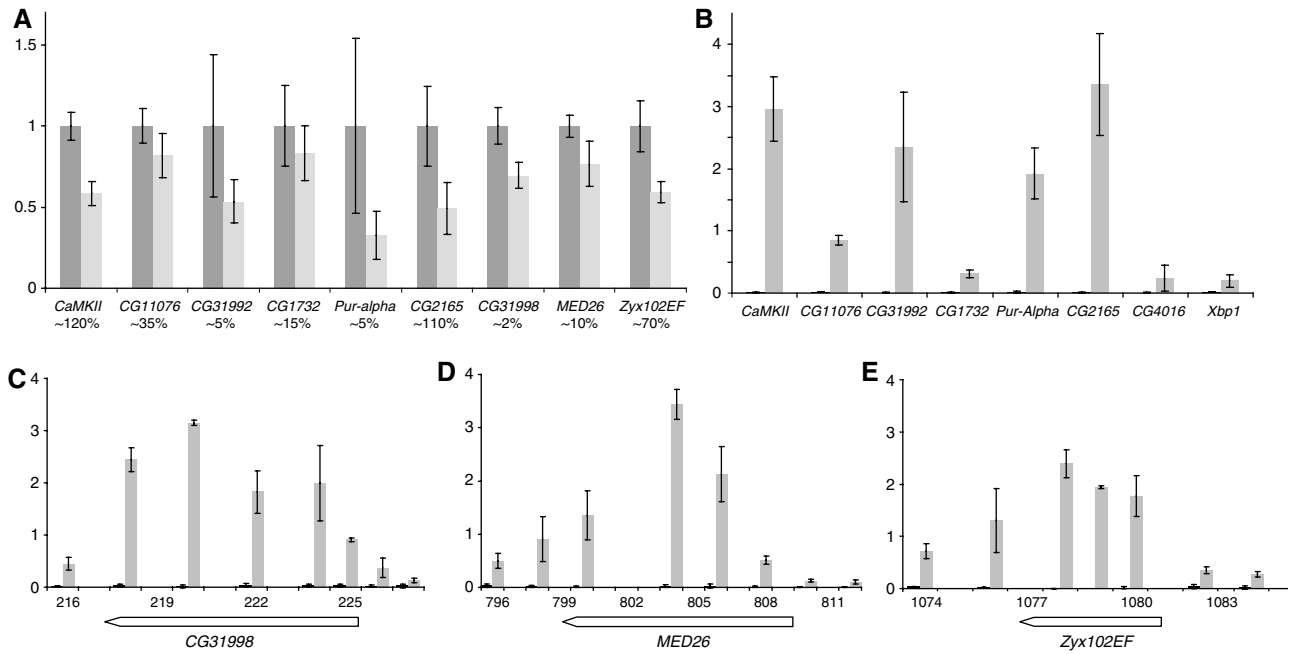 A
1.5
1
0.5
0
CaMKII CG11076 CG31992 CG1732 Pur-alpha CG2165 CG31998 MED26 Zyx102EF
~120% ~35% ~5% ~15% ~5% ~110% ~2% ~10% ~70%
B
4
3
2
1
0
CaMKII CG11076 CG31992 CG1732 Pur-Alpha CG2165 CG4016 Xbp1
C
4
3
2
1
0
216 219 222 225
CG31998
D
4
3
2
1
0
796 799 802 805 808 811
MED26
E
4
3
2
1
0
1074 1077 1080 1083
Zyx102EF